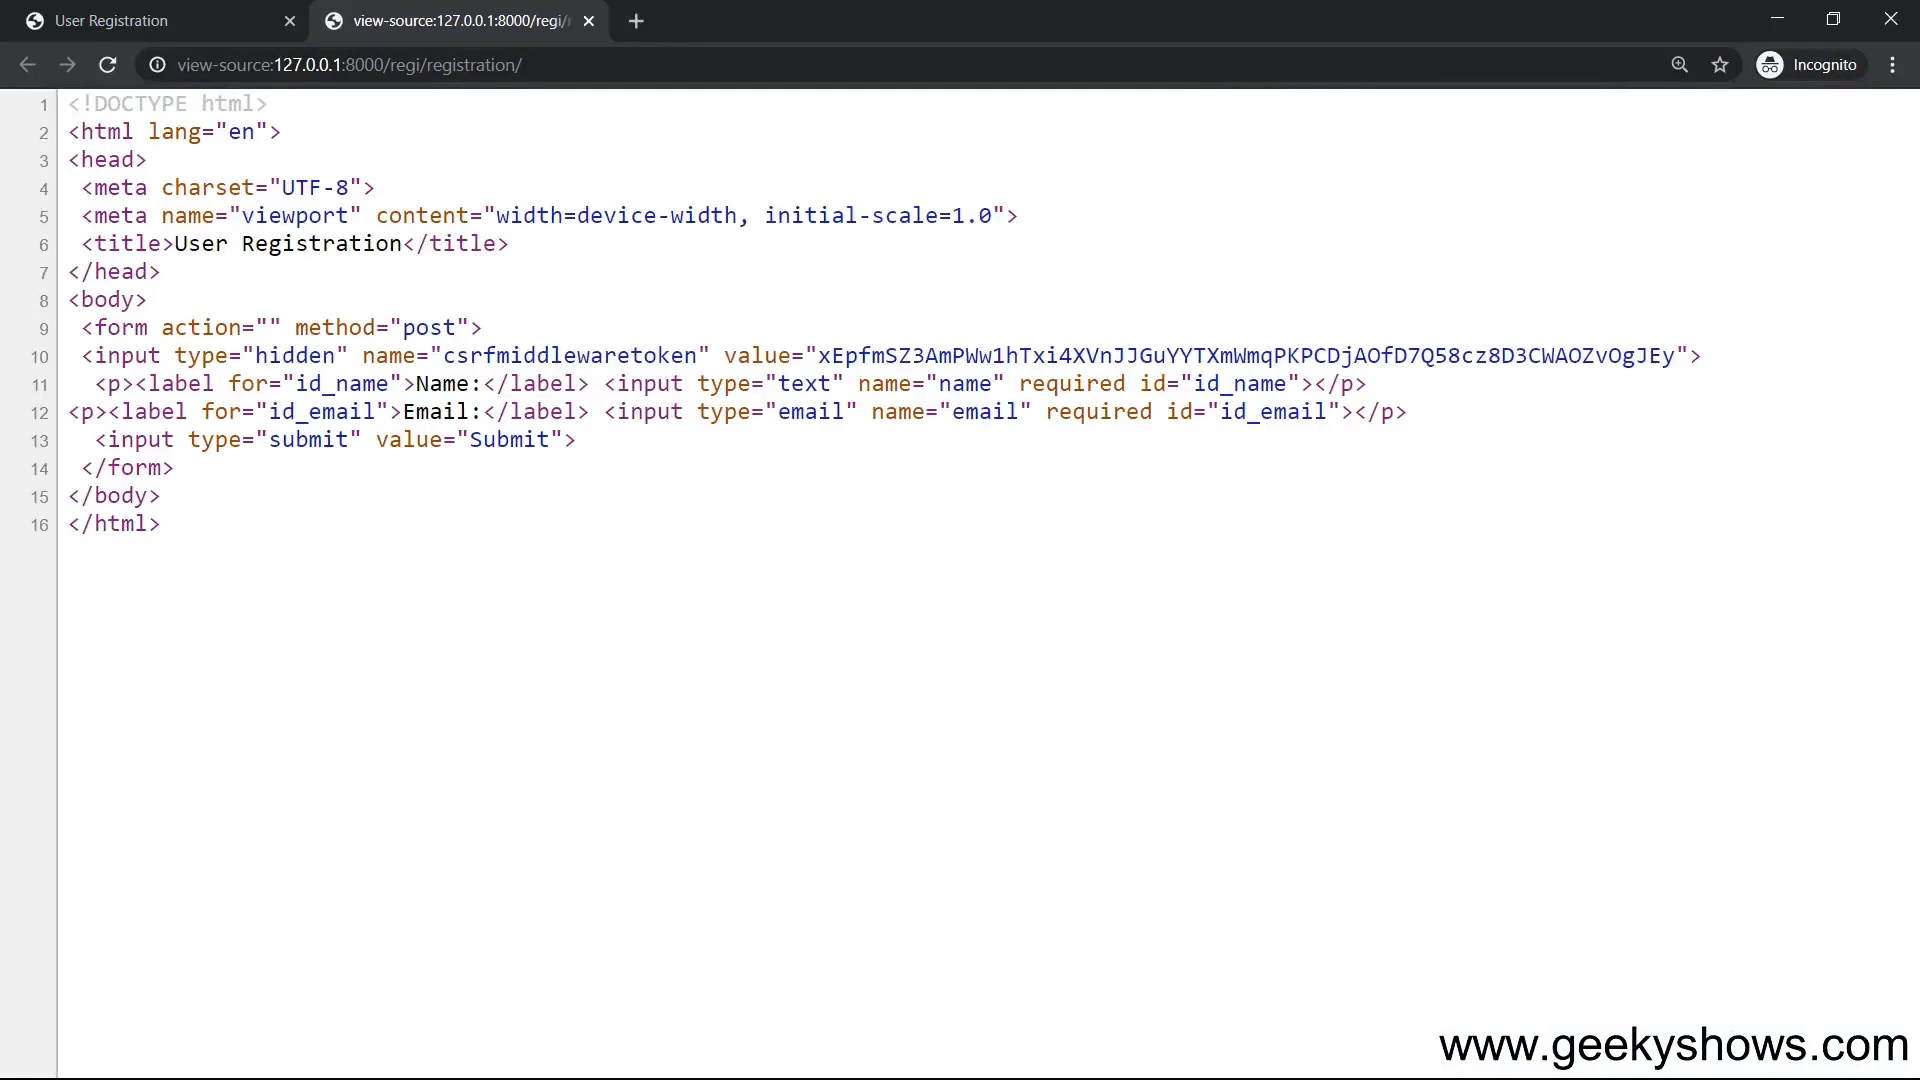 User Registration
view-source:127.0.0.1:8000/regi/r
view-source:127.0.0.1:8000/regi/registration/
Incognito
1 <!DOCTYPE html>
2 <html lang="en">
3 <head>
4 <meta charset="UTF-8">
5 <meta name="viewport" content="width=device-width, initial-scale=1.0">
6 <title>User Registration</title>
7 </head>
8 <body>
9 <form action="" method="post">
10 <input type="hidden" name="csrfmiddlewaretoken" value="xEpfmSZ3AmPWw1hTxi4XVnJJGuYYTXmWmqPKPCDjAOfD7Q58cz8D3CWAOZvOgJEy">
11 <p><label for="id_name">Name:</label> <input type="text" name="name" required id="id_name"></p>
12 <p><label for="id_email">Email:</label> <input type="email" name="email" required id="id_email"></p>
13 <input type="submit" value="Submit">
14 </form>
15 </body>
16 </html>
www.geekyshows.com